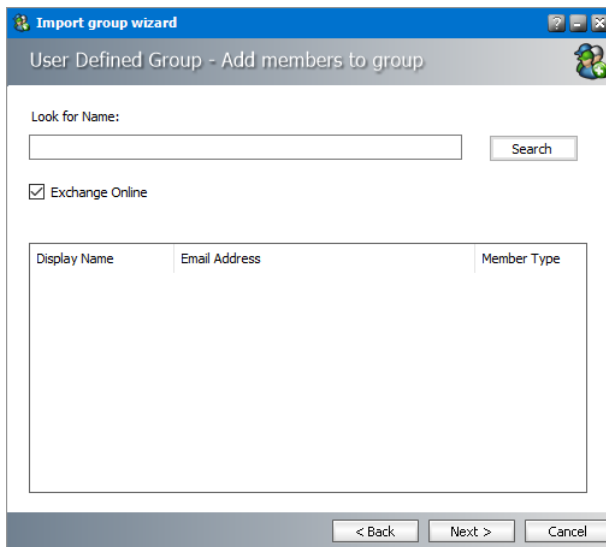 Import group wizard
User Defined Group - Add members to group
Look for Name:
Search
Exchange Online
Display Name Email Address Member Type
< Back Next > Cancel